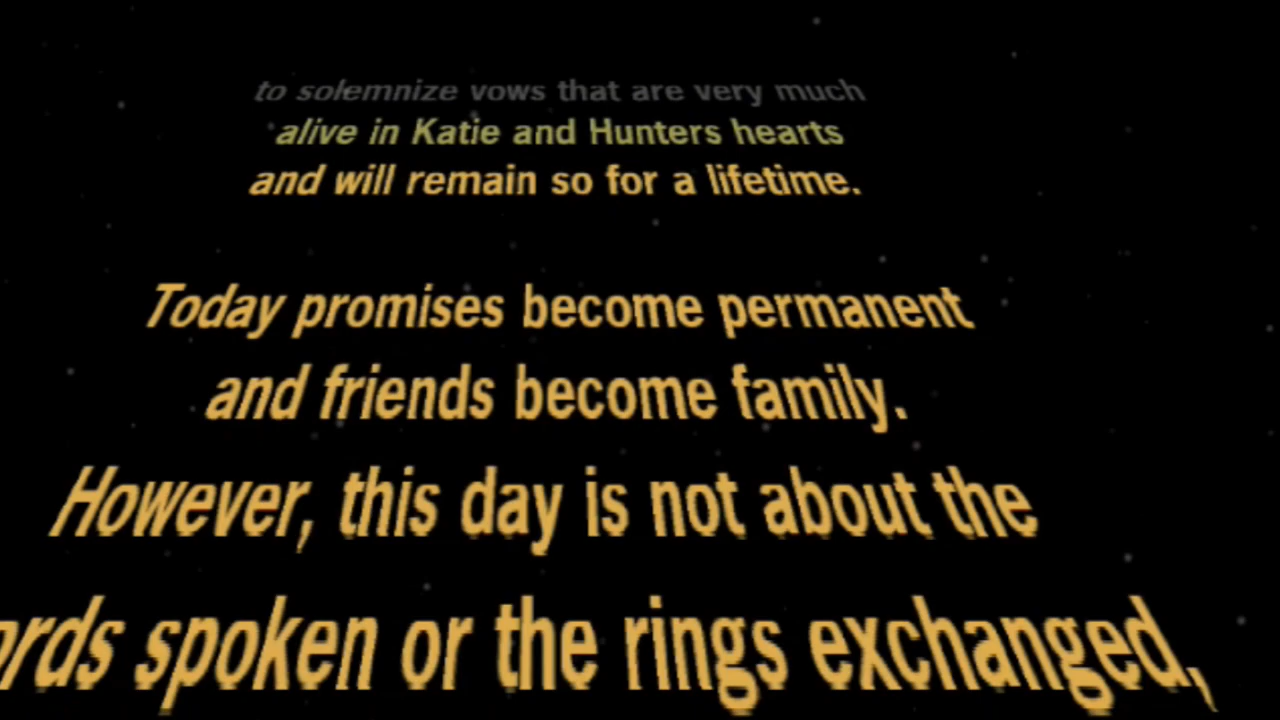 to solemnize vows that are very much
alive in Katie and Hunters hearts
and will remain so for a lifetime.
Today promises become permanent
and friends become family.
However, this day is not about the
ords spoken or the rings exchanged,